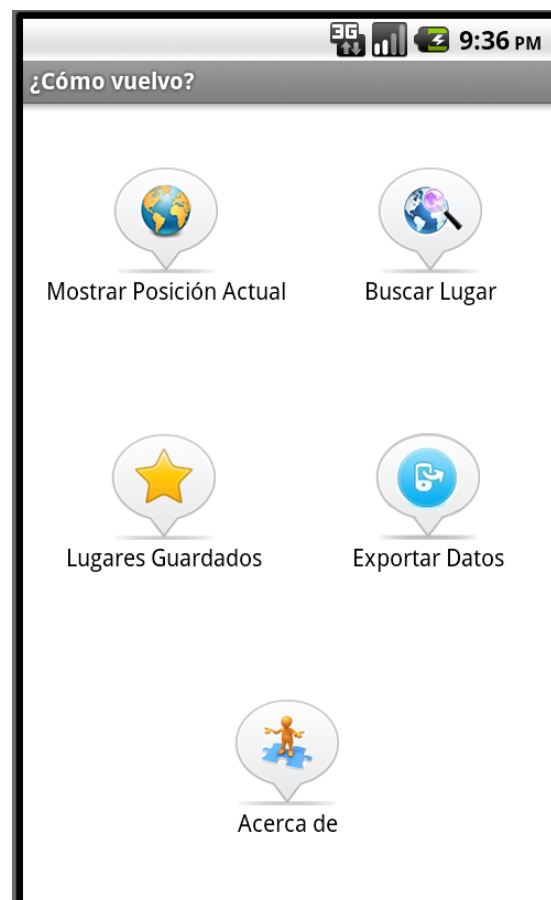 3G 9:36 PM
¿Cómo vuelvo?
Mostrar Posición Actual
Buscar Lugar
Lugares Guardados
Exportar Datos
Acerca de